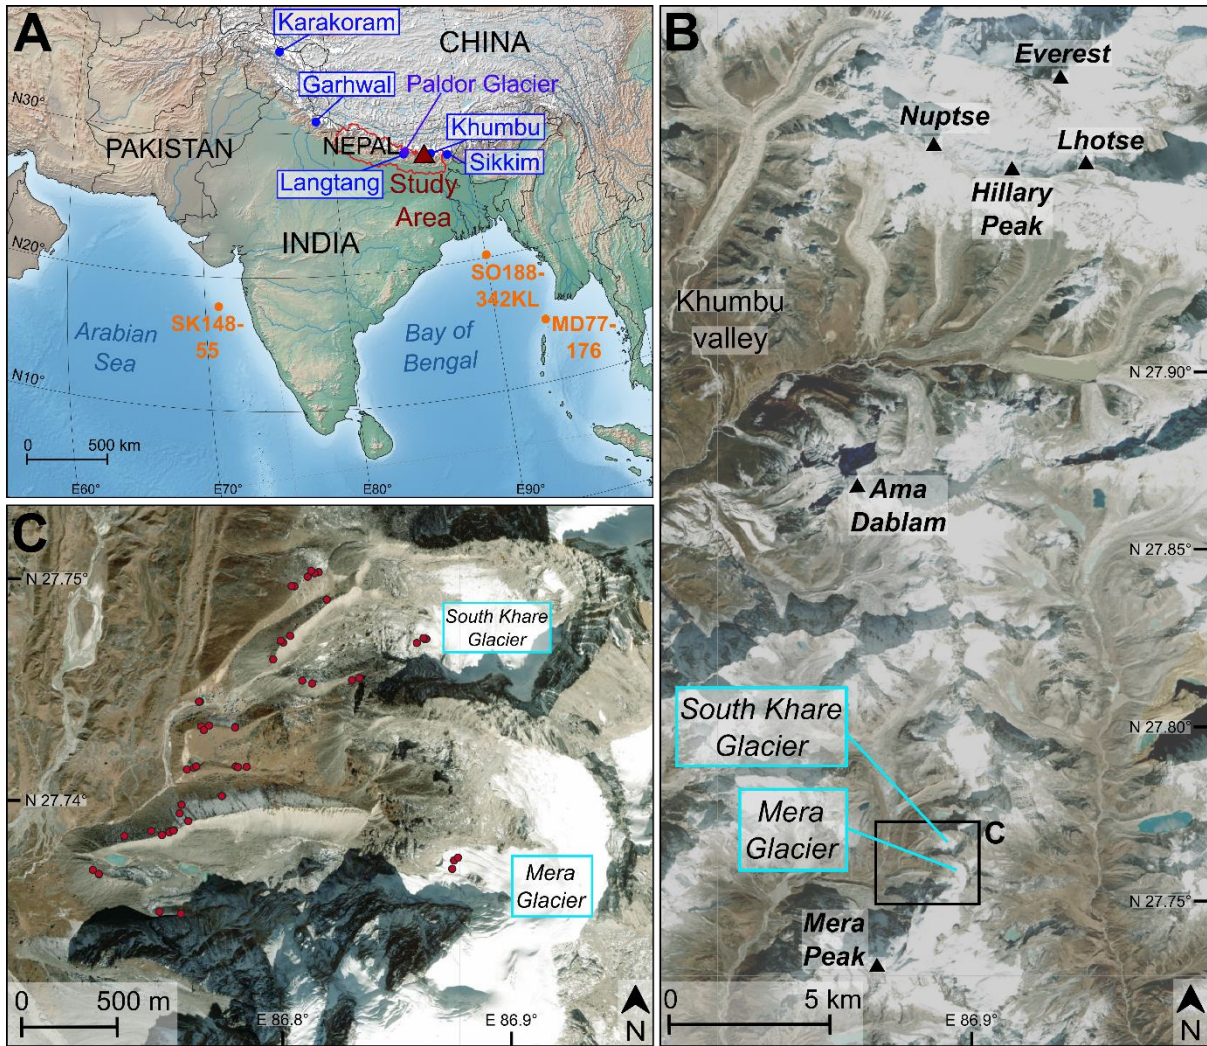 A
Karakoram
CHINA
Garhwal
Paldor Glacier
N30°
PAKISTAN
NEPAL
Khumbu
Langtang
Sikkim
Study
Area
INDIA
N20°
SO188-
342KL
SK148-
55
MD77-
176
Arabian
Sea
Bay of
Bengal
N10°
0 500 km
E60°
E70°
E80°
E90°
B
Everest
Nuptse
Lhotse
Hillary
Peak
Khumbu
valley
N 27.90°
Ama
Dablam
N 27.85°
South Khare
Glacier
N 27.80°
Mera
Glacier
C
N 27.75°
Mera
Peak
0 5 km
E 86.9°
N
C
N 27.75°
South Khare
Glacier
N 27.74°
Mera
Glacier
0 500 m
E 86.8°
E 86.9°
N